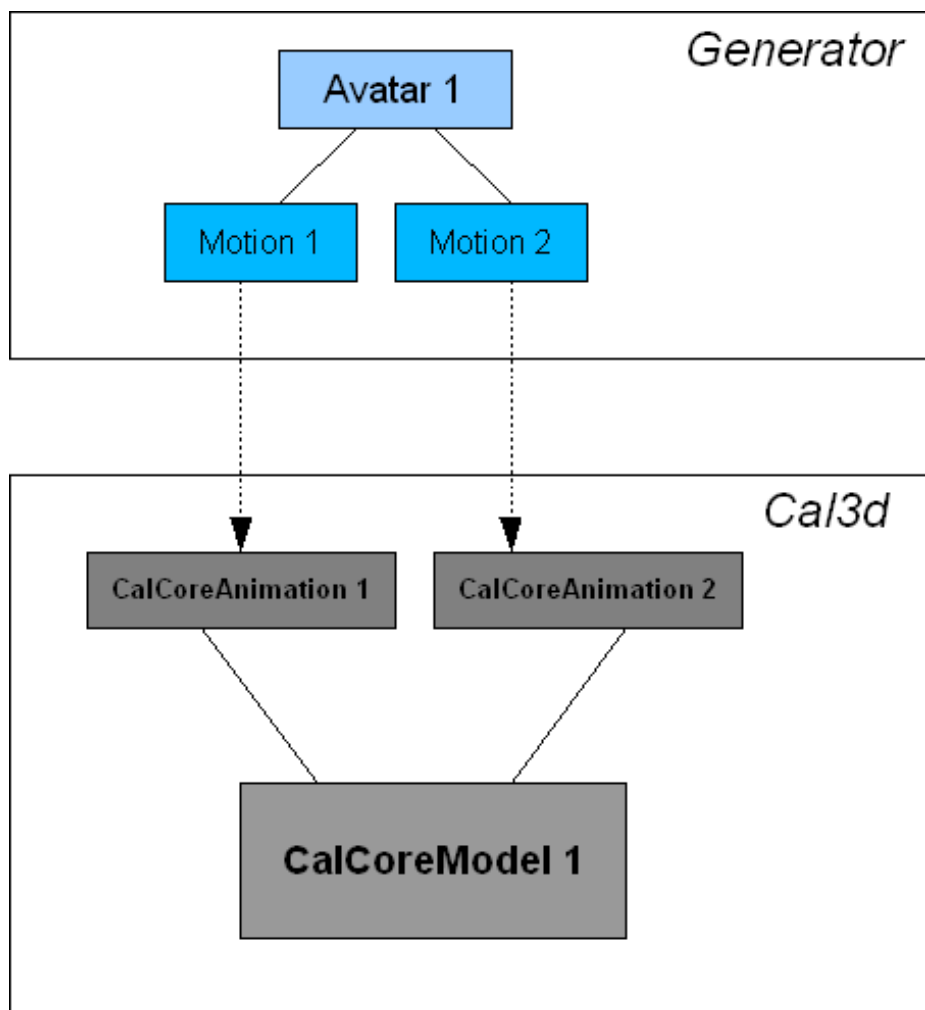 Generator
Avatar 1
Motion 1
Motion 2
Cal3d
CalCoreAnimation 1
CalCoreAnimation 2
CalCoreModel 1